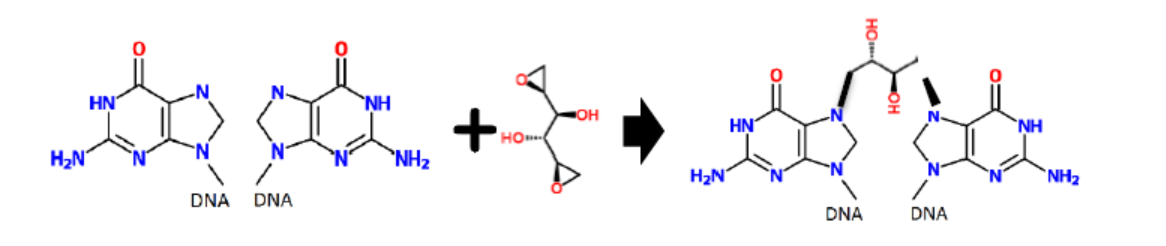 O O
HN N N NH
H₂N N N N N NH₂
DNA DNA
+
O
OH
HO
O
HO
OH
O O
HN N N NH
H₂N N N N N NH₂
DNA DNA